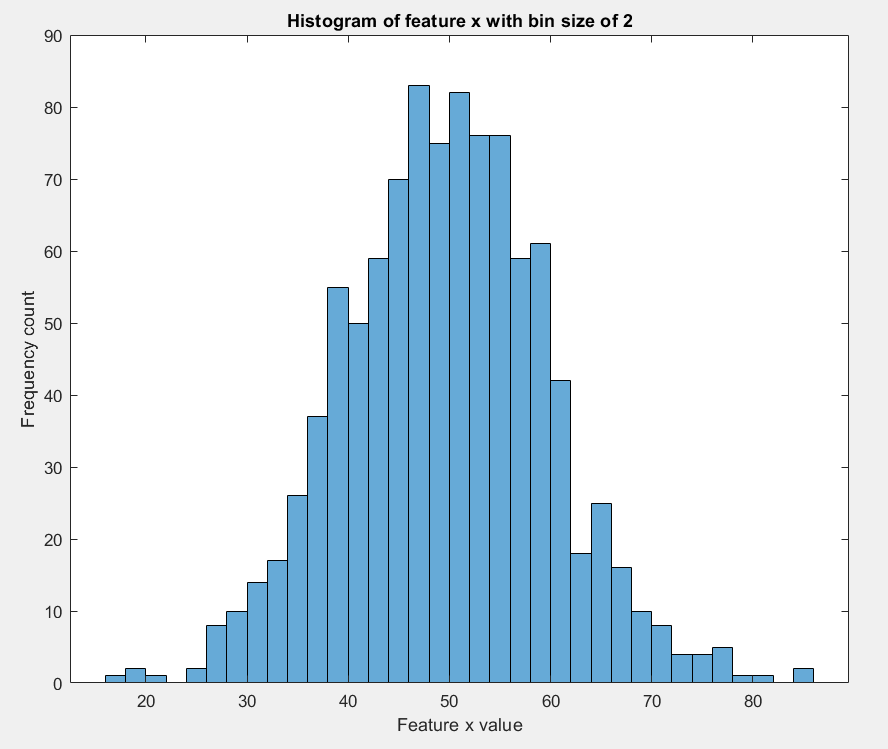 Histogram of feature x with bin size of 2
90
80
70
60
50
40
30
20
10
0
Frequency count
20 30 40 50 60 70 80
Feature x value